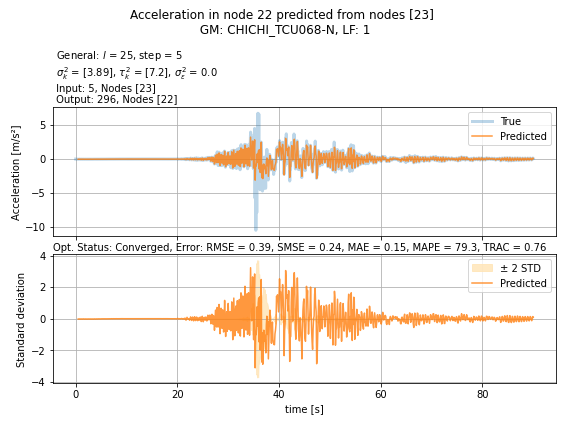 Acceleration in node 22 predicted from nodes [23]
GM: CHICHI_TCU068-N, LF: 1
General: l = 25, step = 5
σ²ₖ = [3.89], τ²ₖ = [7.2], σ²ε = 0.0
Input: 5, Nodes [23]
Output: 296, Nodes [22]
Acceleration [m/s²]
5
0
−5
−10
True
Predicted
Opt. Status: Converged, Error: RMSE = 0.39, SMSE = 0.24, MAE = 0.15, MAPE = 79.3, TRAC = 0.76
Standard deviation
4
2
0
−2
−4
± 2 STD
Predicted
0 20 40 60 80
time [s]